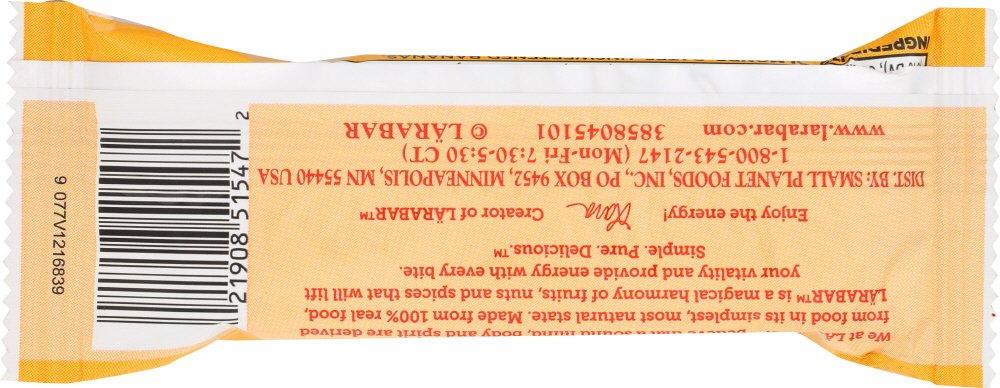 We at LÄ
believe that a sound mind, body and spirit are derived
from food in its simplest, most natural state. Made from 100% real food,
LÄRABAR™ is a magical harmony of fruits, nuts and spices that will lift
your vitality and provide energy with every bite.
Simple. Pure. Delicious.™
Enjoy the energy! Lara Creator of LÄRABAR™
DIST. BY: SMALL PLANET FOODS, INC., PO BOX 9452, MINNEAPOLIS, MN 55440 USA
1-800-543-2147 (Mon-Fri 7:30-5:30 CT)
www.larabar.com 3858045101 © LÄRABAR
21908 51547 2
9 077V1216839
UNSWEETENED BANANAS